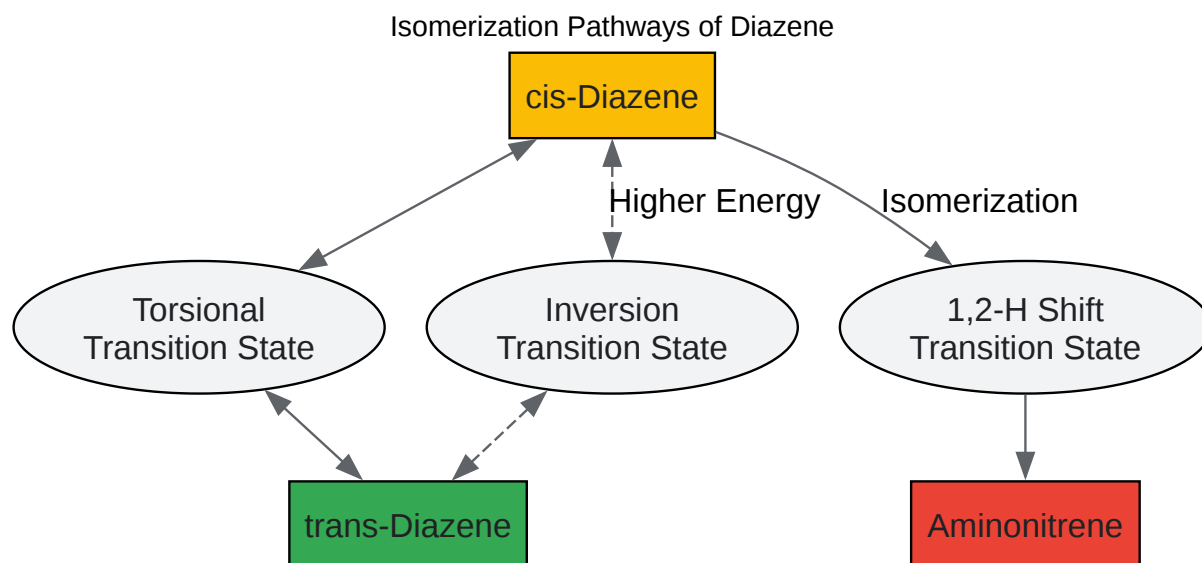 Isomerization Pathways of Diazene
cis-Diazene
Higher Energy
Isomerization
Torsional
Transition State
Inversion
Transition State
1,2-H Shift
Transition State
trans-Diazene
Aminonitrene